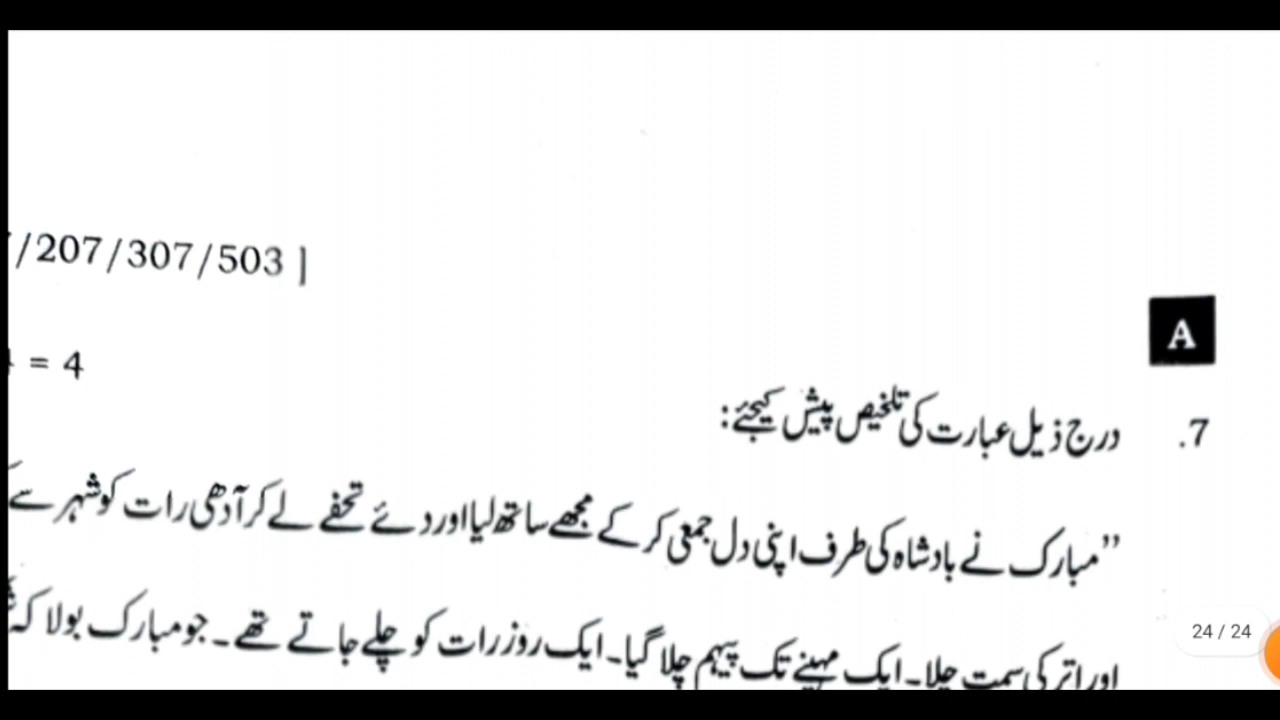 /207/307/503 ]
A
= 4
7. درج ذیل عبارت کی تلخیص پیش کیجئے:
”مبارک نے بادشاہ کی طرف اپنی دل جمعی کر کے مجھے ساتھ لیا اور دئے تحفے لے کر آدھی رات کو شہر سے
اور اتر کی سمت چلا۔ ایک مہینے تک پیہم چلا گیا۔ ایک روز رات کو چلے جاتے تھے۔ جو مبارک بولا کہ
24 / 24